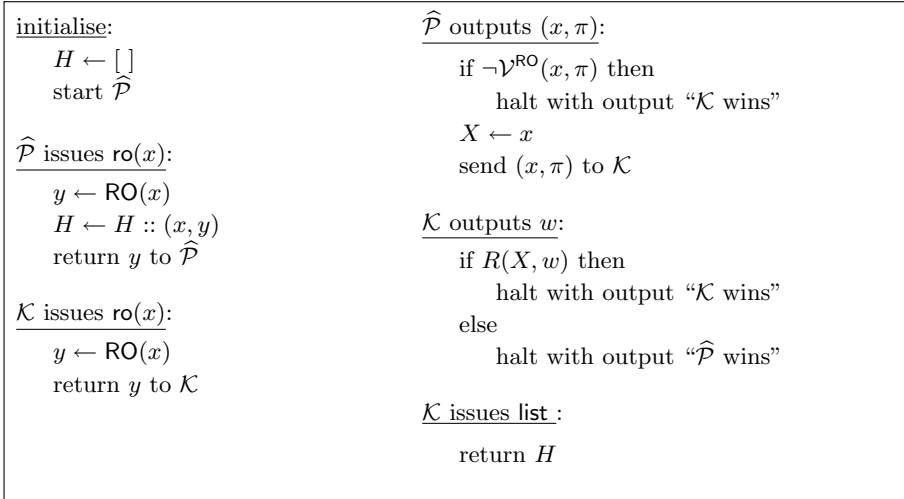 initialise:
H ← [ ]
start 𝒫̂
𝒫̂ issues ro(x):
y ← RO(x)
H ← H :: (x, y)
return y to 𝒫̂
𝒦 issues ro(x):
y ← RO(x)
return y to 𝒦
𝒫̂ outputs (x, π):
if ¬𝒱^RO(x, π) then
halt with output “𝒦 wins”
X ← x
send (x, π) to 𝒦
𝒦 outputs w:
if R(X, w) then
halt with output “𝒦 wins”
else
halt with output “𝒫̂ wins”
𝒦 issues list :
return H